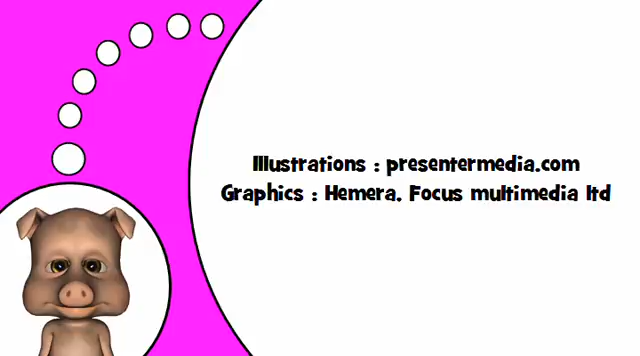 Illustrations : presentermedia.com
Graphics : Hemera. Focus multimedia ltd